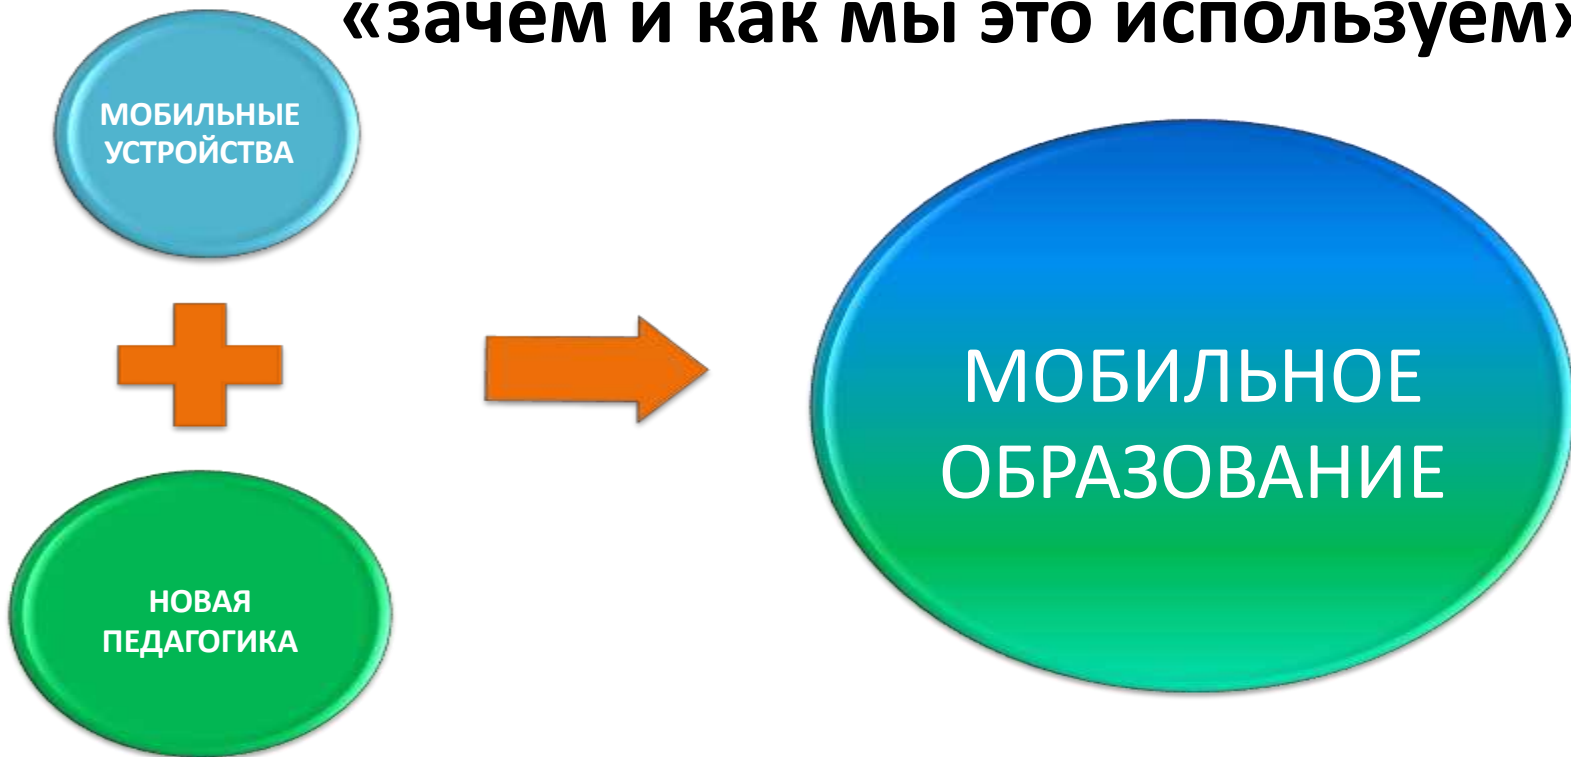 «зачем и как мы это используем»
МОБИЛЬНЫЕ
УСТРОЙСТВА
МОБИЛЬНОЕ
ОБРАЗОВАНИЕ
НОВАЯ
ПЕДАГОГИКА